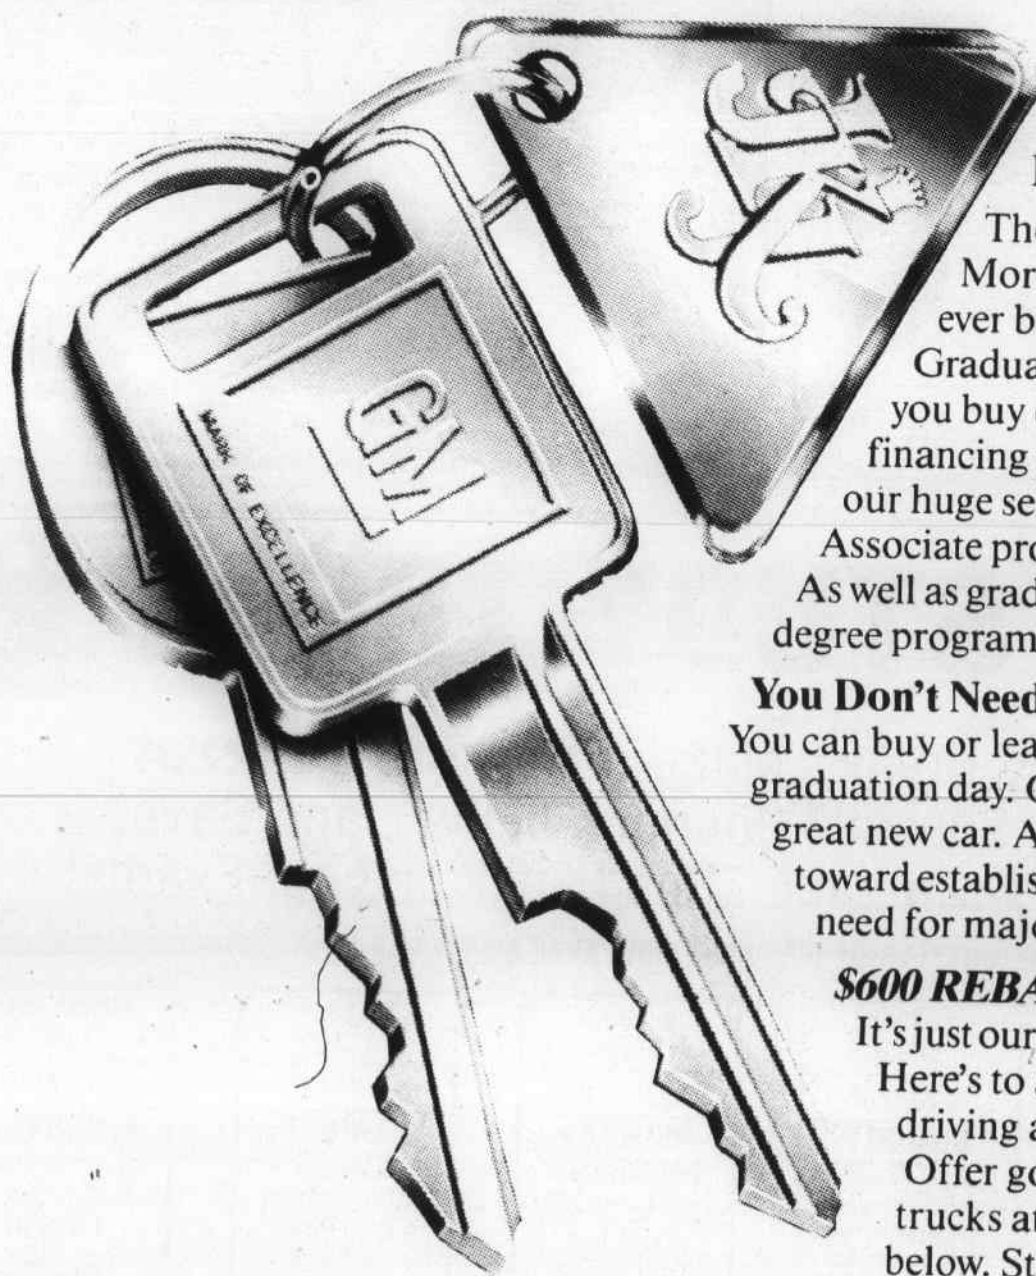 JK
GM
MARK OF EXCELLENCE
The
Mor
ever b
Gradua
you buy
financing
our huge se
Associate pro
As well as grad
degree program
You Don't Need
You can buy or lea
graduation day. C
great new car. A
toward establis
need for majo
$600 REBA
It's just our
Here's to
driving a
Offer go
trucks a
below. St